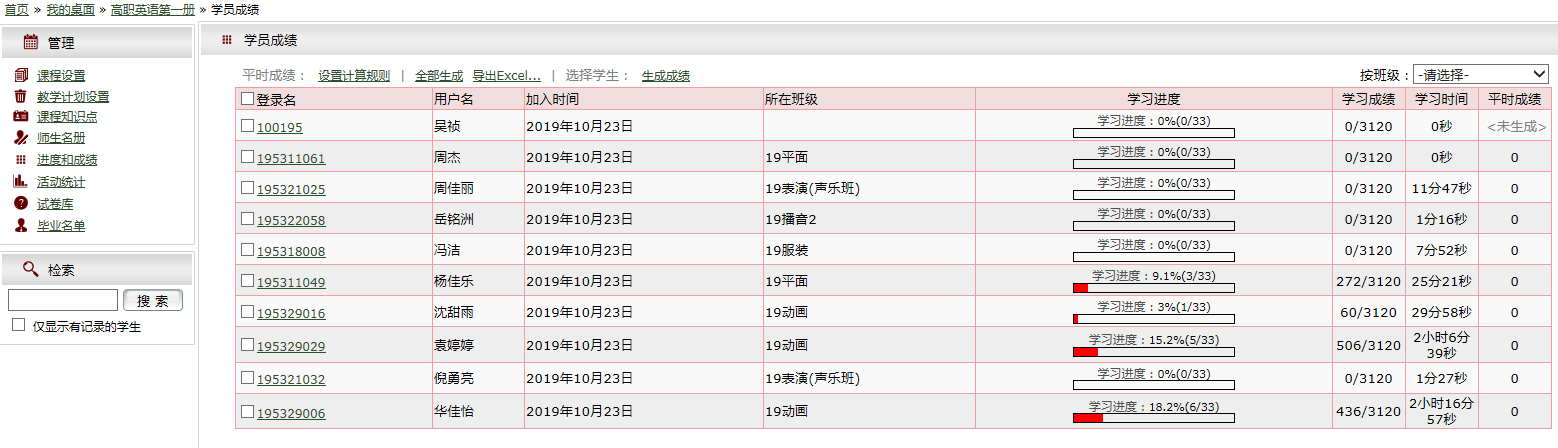 首页 » 我的桌面 » 高职英语第一册 » 学员成绩
管理
课程设置
教学计划设置
课程知识点
师生名册
进度和成绩
活动统计
试卷库
毕业名单
检索
搜 索
仅显示有记录的学生
学员成绩
平时成绩： 设置计算规则 | 全部生成 导出Excel... | 选择学生： 生成成绩 按班级：-请选择-
登录名 用户名 加入时间 所在班级 学习进度 学习成绩 学习时间 平时成绩
100195 吴祯 2019年10月23日 学习进度：0%(0/33) 0/3120 0秒 <未生成>
195311061 周杰 2019年10月23日 19平面 学习进度：0%(0/33) 0/3120 0秒 0
195321025 周佳丽 2019年10月23日 19表演(声乐班) 学习进度：0%(0/33) 0/3120 11分47秒 0
195322058 岳铭洲 2019年10月23日 19播音2 学习进度：0%(0/33) 0/3120 1分16秒 0
195318008 冯洁 2019年10月23日 19服装 学习进度：0%(0/33) 0/3120 7分52秒 0
195311049 杨佳乐 2019年10月23日 19平面 学习进度：9.1%(3/33) 272/3120 25分21秒 0
195329016 沈甜雨 2019年10月23日 19动画 学习进度：3%(1/33) 60/3120 29分58秒 0
195329029 袁婷婷 2019年10月23日 19动画 学习进度：15.2%(5/33) 506/3120 2小时6分39秒 0
195321032 倪勇亮 2019年10月23日 19表演(声乐班) 学习进度：0%(0/33) 0/3120 1分27秒 0
195329006 华佳怡 2019年10月23日 19动画 学习进度：18.2%(6/33) 436/3120 2小时16分57秒 0